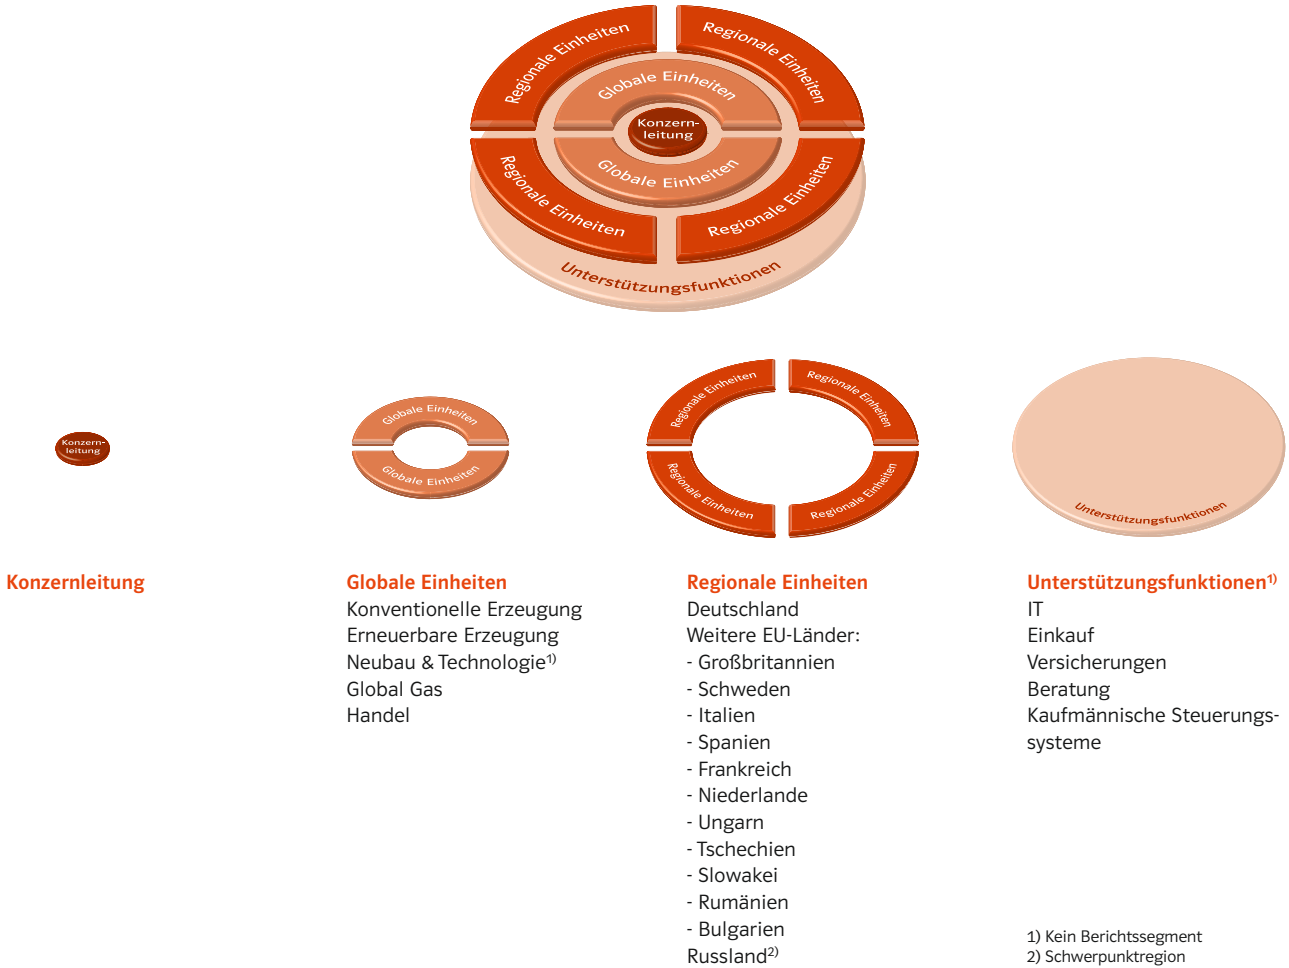 Regionale Einheiten
Regionale Einheiten
Globale Einheiten
Konzern-
leitung
Globale Einheiten
Regionale Einheiten
Regionale Einheiten
Unterstützungsfunktionen
Konzern-
leitung
Globale Einheiten
Globale Einheiten
Regionale Einheiten
Regionale Einheiten
Regionale Einheiten
Regionale Einheiten
Unterstützungsfunktionen
Konzernleitung
Globale Einheiten
Konventionelle Erzeugung
Erneuerbare Erzeugung
Neubau & Technologie1)
Global Gas
Handel
Regionale Einheiten
Deutschland
Weitere EU-Länder:
- Großbritannien
- Schweden
- Italien
- Spanien
- Frankreich
- Niederlande
- Ungarn
- Tschechien
- Slowakei
- Rumänien
- Bulgarien
Russland2)
Unterstützungsfunktionen1)
IT
Einkauf
Versicherungen
Beratung
Kaufmännische Steuerungs-
systeme
1) Kein Berichtssegment
2) Schwerpunktregion